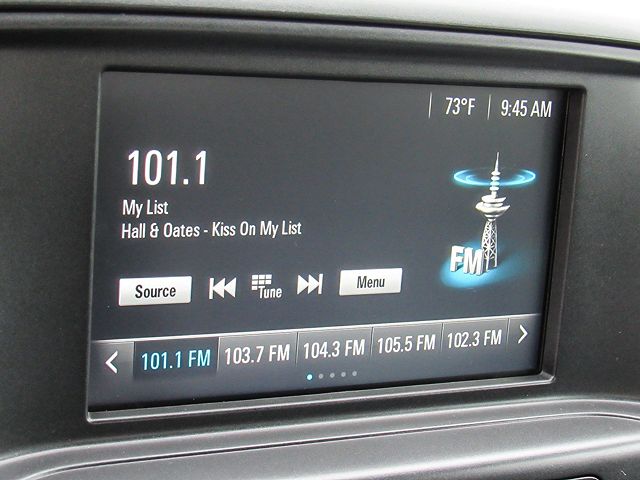 73°F 9:45 AM
101.1
My List
Hall & Oates - Kiss On My List
FM
Source Tune Menu
101.1 FM 103.7 FM 104.3 FM 105.5 FM 102.3 FM